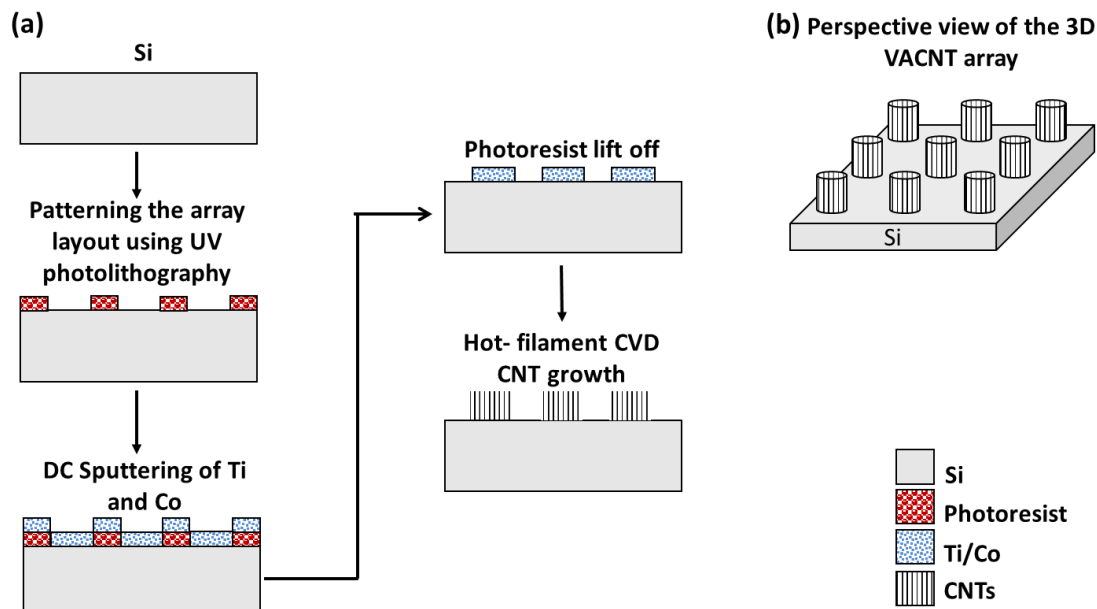 (a)
Si
Patterning the array
layout using UV
photolithography
DC Sputtering of Ti
and Co
Photoresist lift off
Hot- filament CVD
CNT growth
(b) Perspective view of the 3D
VACNT array
Si
Si
Photoresist
Ti/Co
CNTs